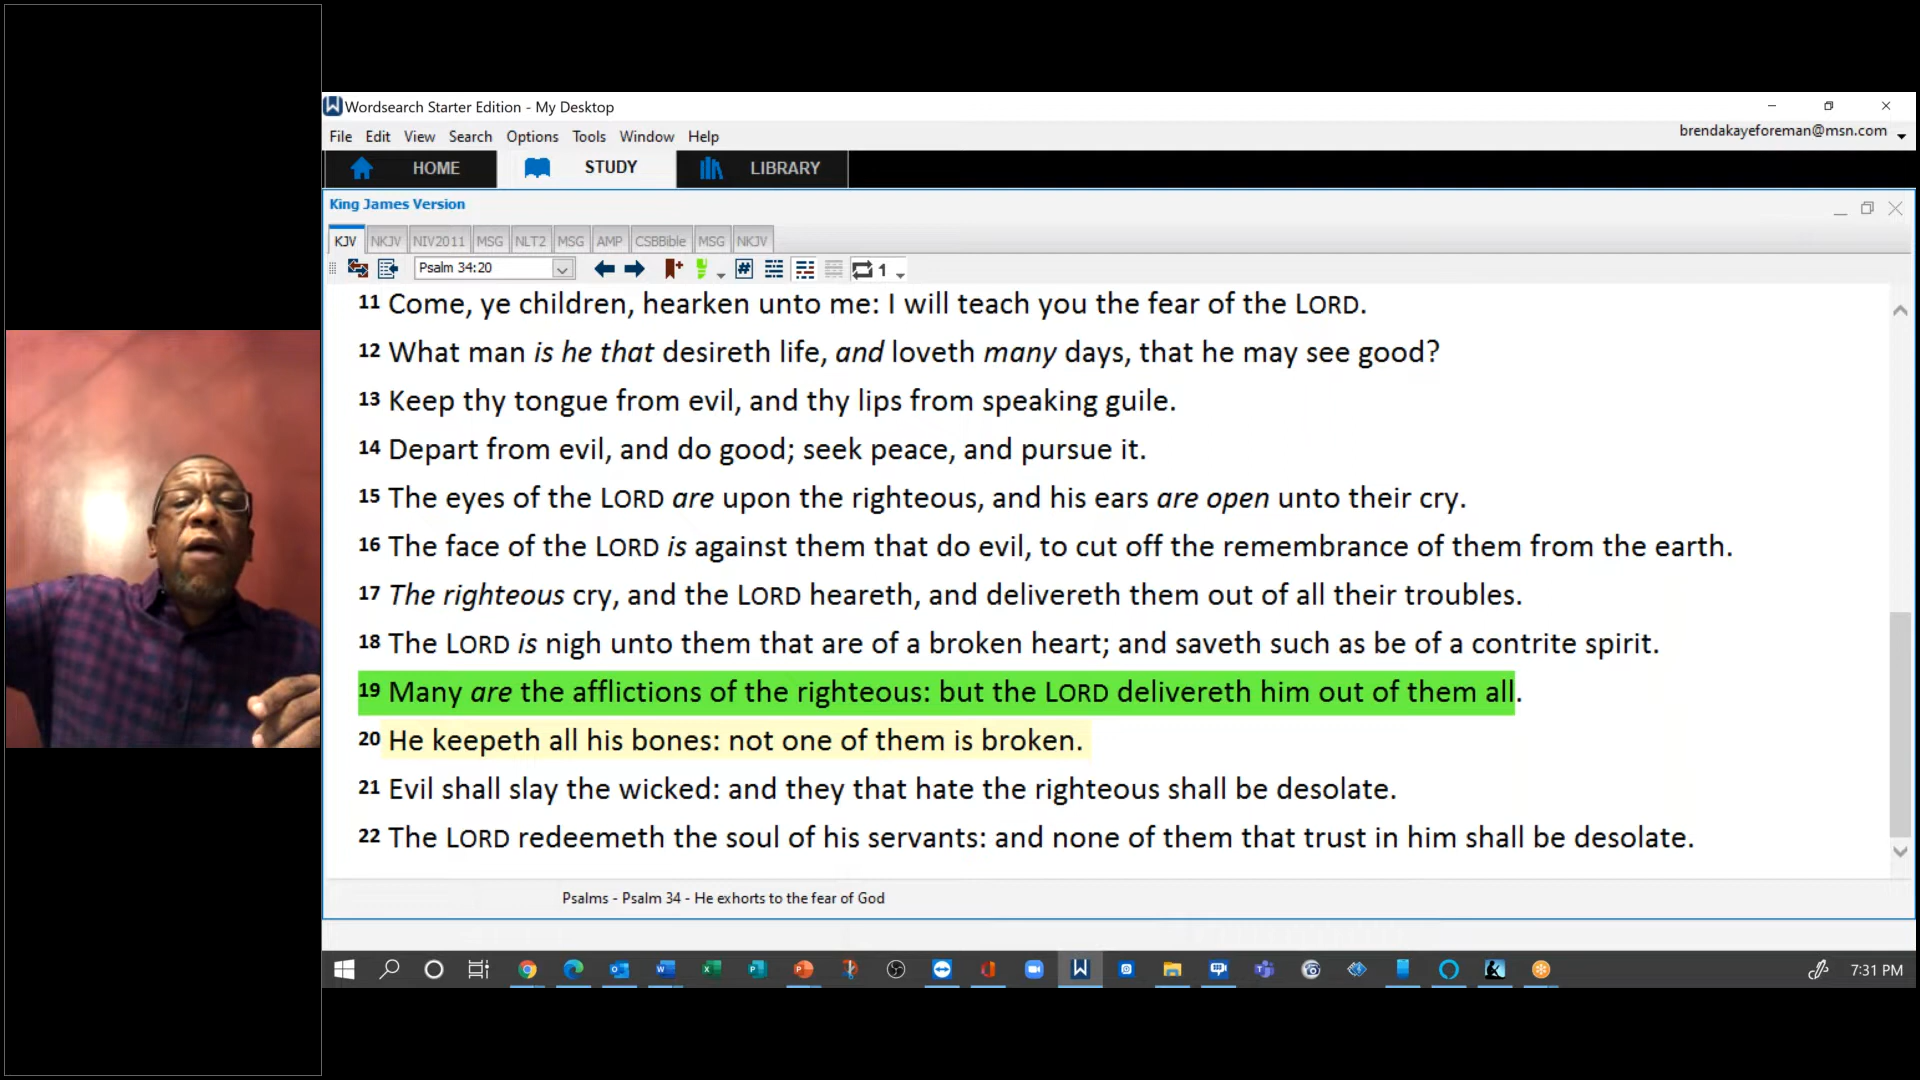 Wordsearch Starter Edition - My Desktop
File Edit View Search Options Tools Window Help
brendakayeforeman@msn.com
HOME STUDY LIBRARY
King James Version
KJV NKJV NIV2011 MSG NLT2 MSG AMP CSBBible MSG NKJV
Psalm 34:20 # 1
11 Come, ye children, hearken unto me: I will teach you the fear of the LORD.
12 What man is he that desireth life, and loveth many days, that he may see good?
13 Keep thy tongue from evil, and thy lips from speaking guile.
14 Depart from evil, and do good; seek peace, and pursue it.
15 The eyes of the LORD are upon the righteous, and his ears are open unto their cry.
16 The face of the LORD is against them that do evil, to cut off the remembrance of them from the earth.
17 The righteous cry, and the LORD heareth, and delivereth them out of all their troubles.
18 The LORD is nigh unto them that are of a broken heart; and saveth such as be of a contrite spirit.
19 Many are the afflictions of the righteous: but the LORD delivereth him out of them all.
20 He keepeth all his bones: not one of them is broken.
21 Evil shall slay the wicked: and they that hate the righteous shall be desolate.
22 The LORD redeemeth the soul of his servants: and none of them that trust in him shall be desolate.
Psalms - Psalm 34 - He exhorts to the fear of God
7:31 PM